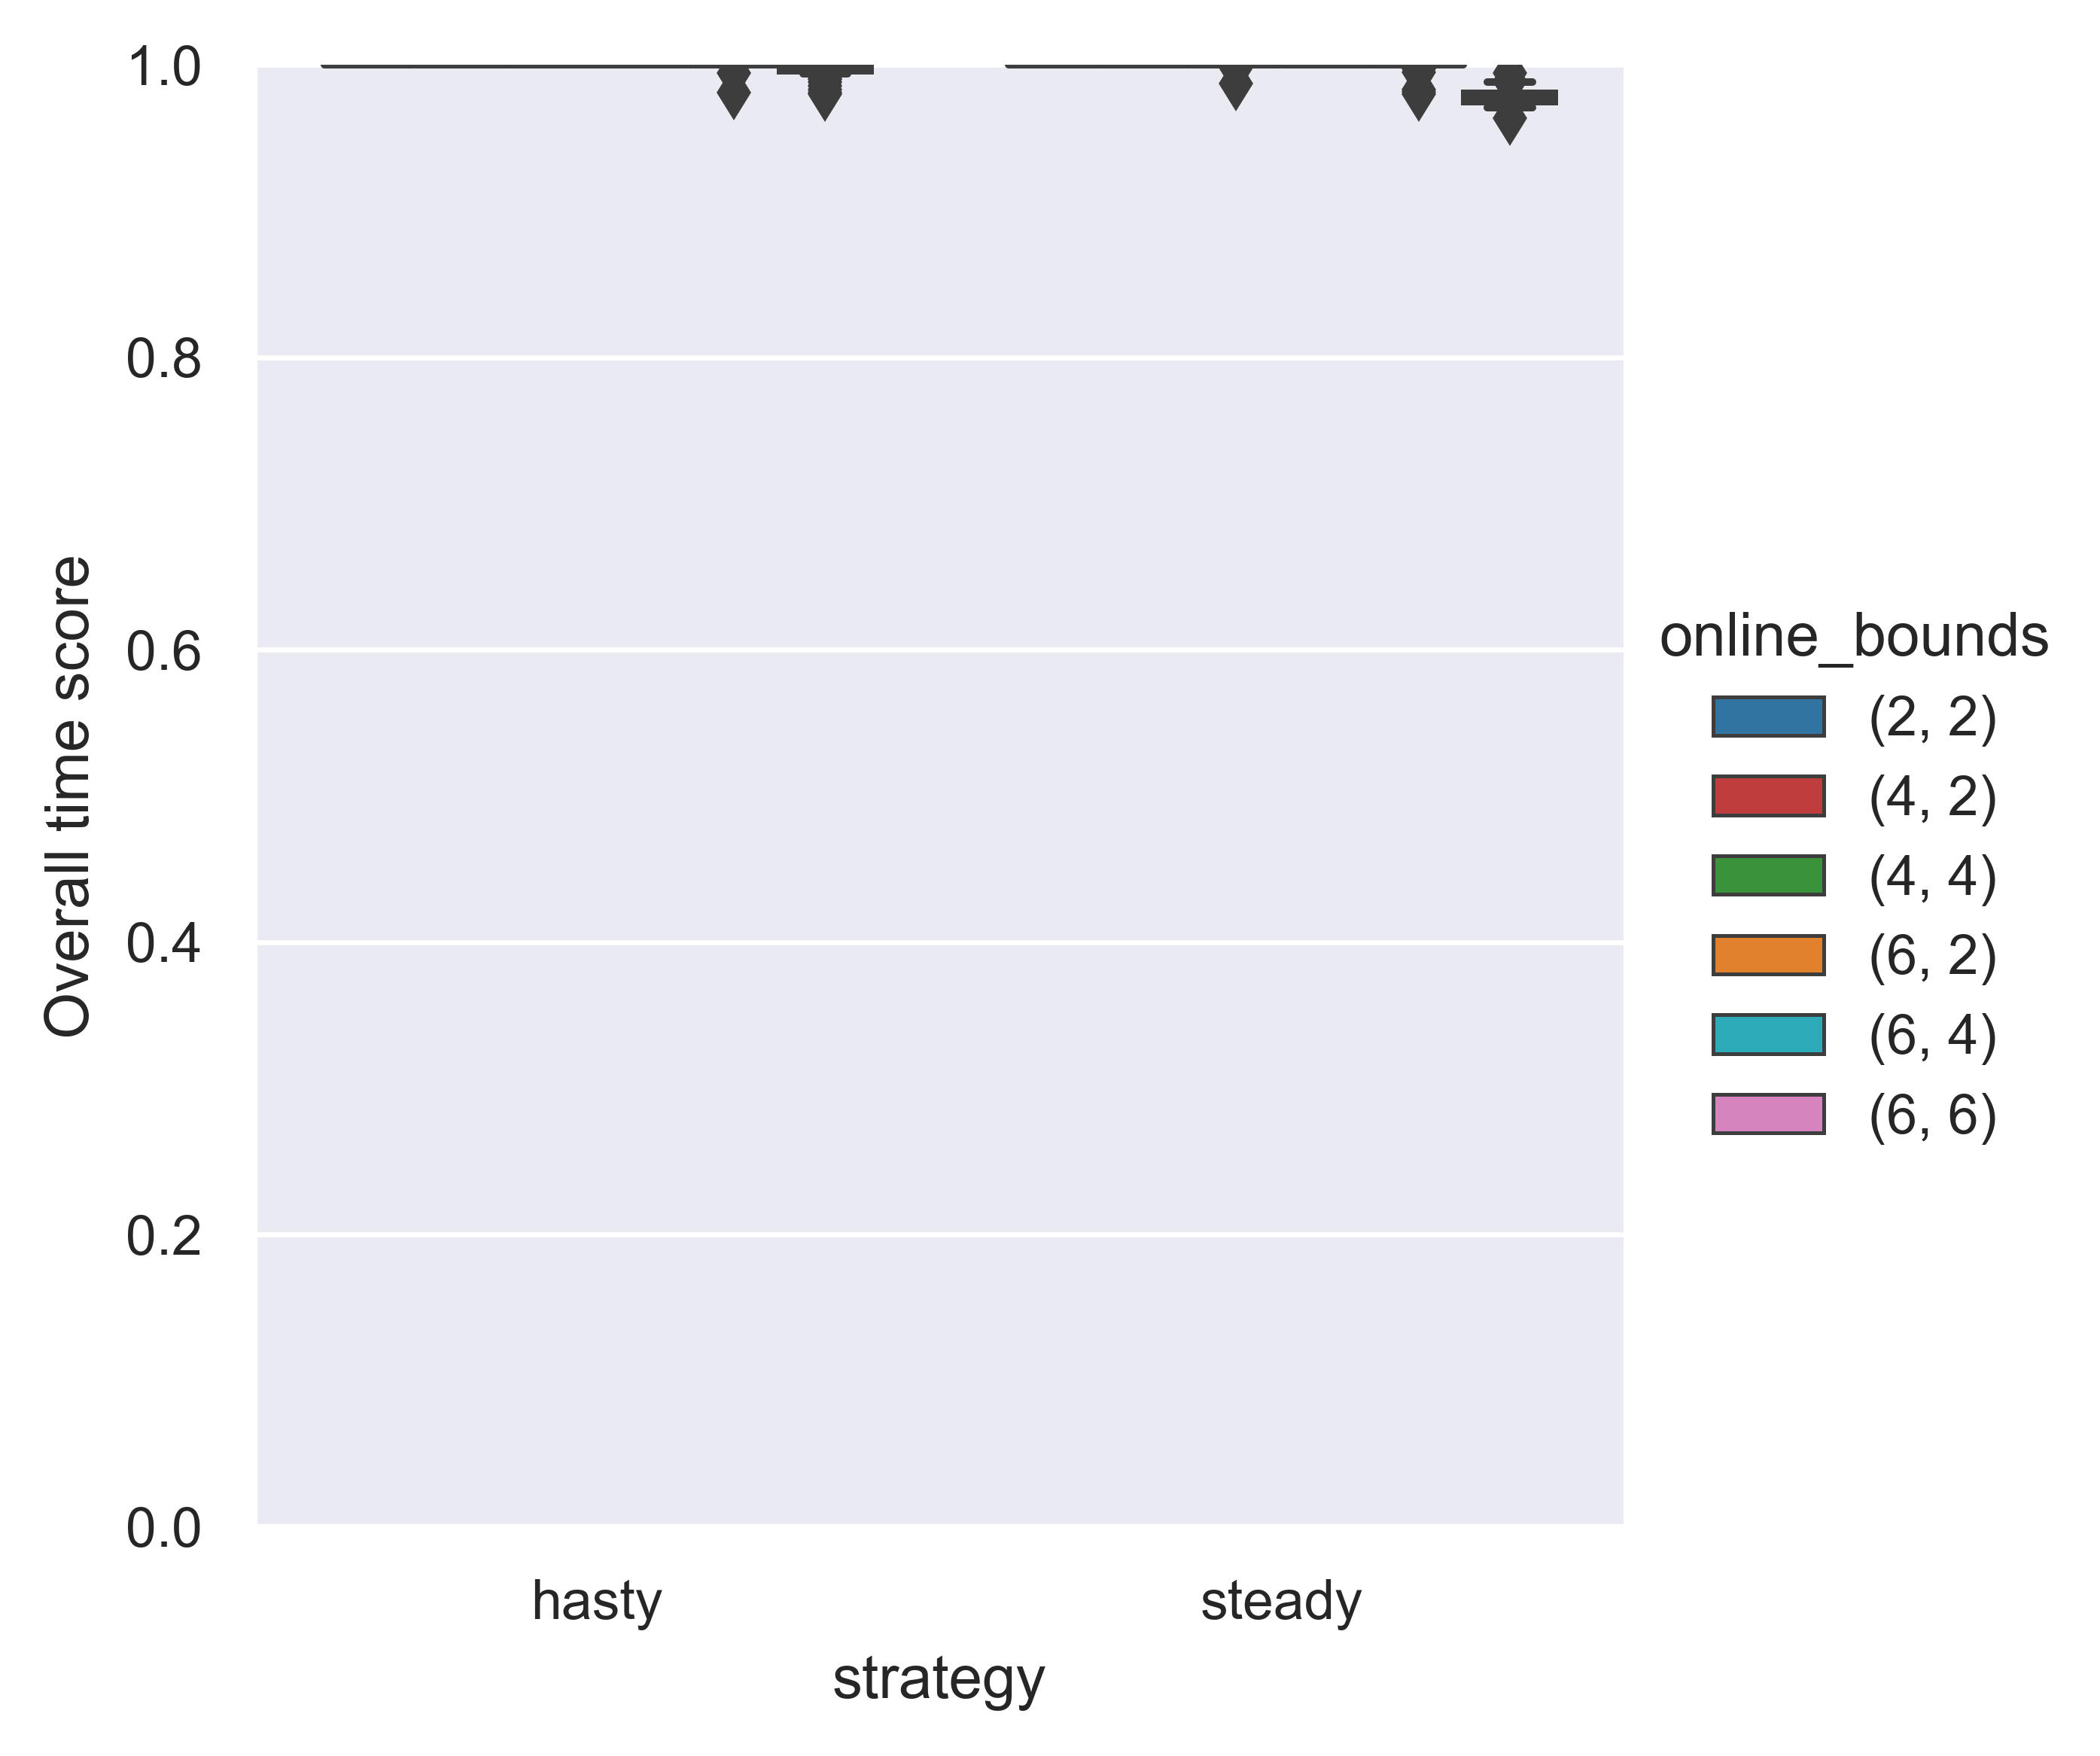 Overall time score
1.0
0.8
0.6
0.4
0.2
0.0
hasty
steady
strategy
online_bounds
(2, 2)
(4, 2)
(4, 4)
(6, 2)
(6, 4)
(6, 6)